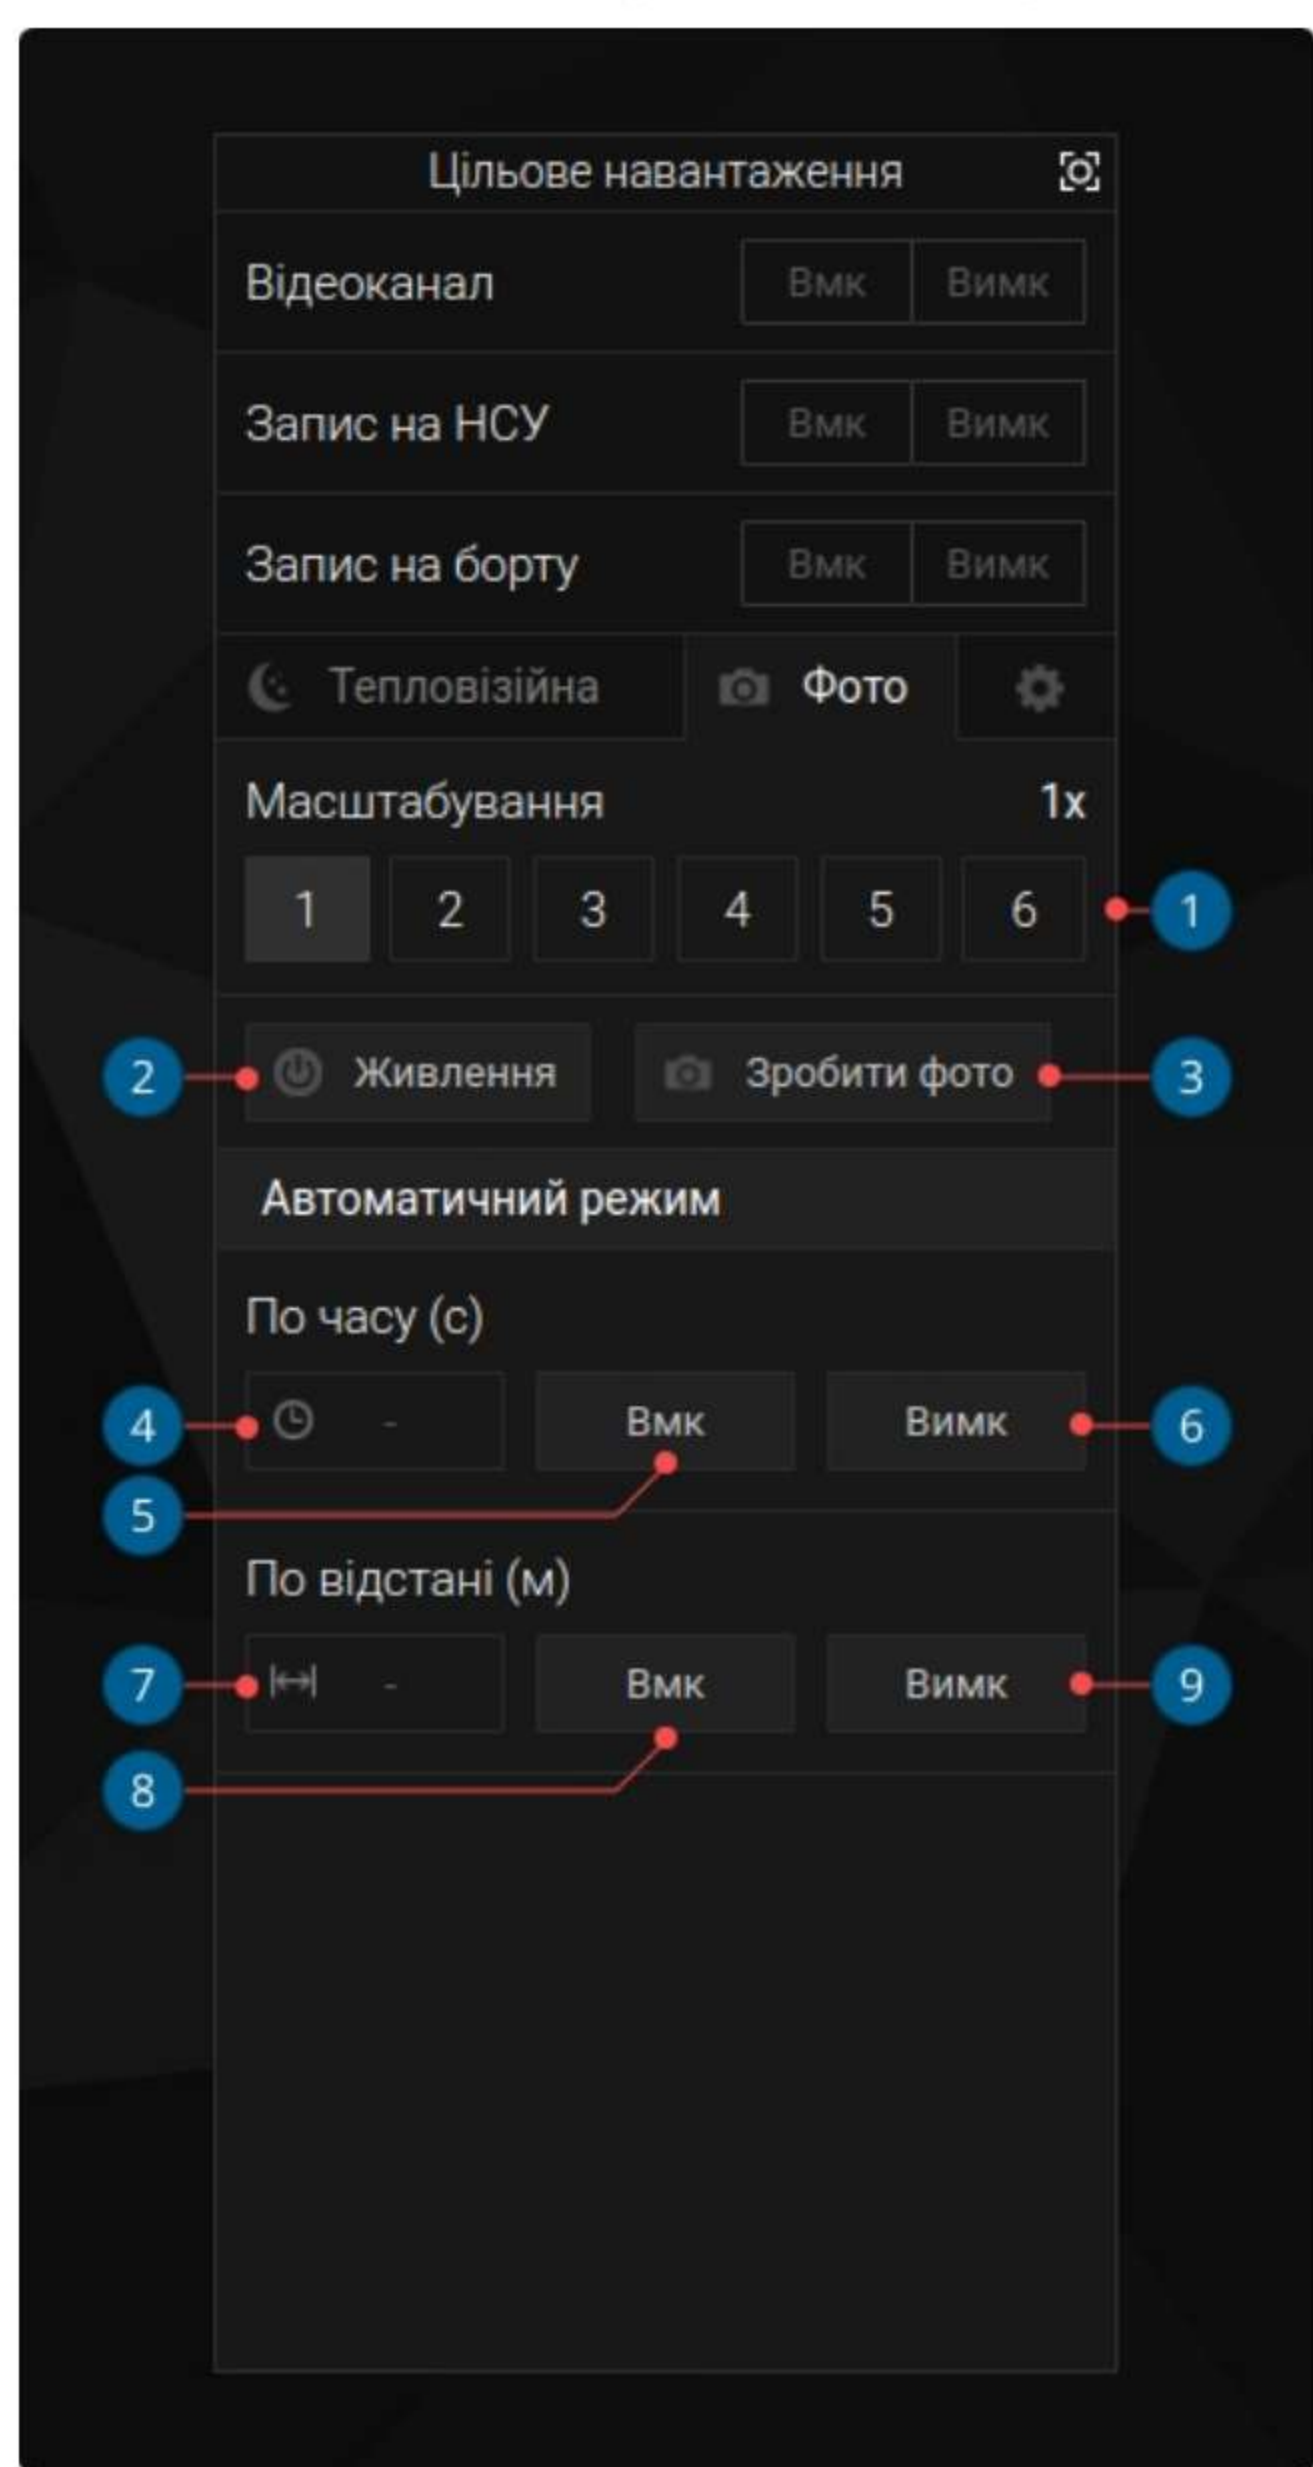 Цільове навантаження
Відеоканал Вмк Вимк
Запис на НСУ Вмк Вимк
Запис на борту Вмк Вимк
Тепловізійна Фото
Масштабування 1x
1 2 3 4 5 6 1
2 Живлення Зробити фото 3
Автоматичний режим
По часу (с)
4 - Вмк Вимк 6
5
По відстані (м)
7 - Вмк Вимк 9
8